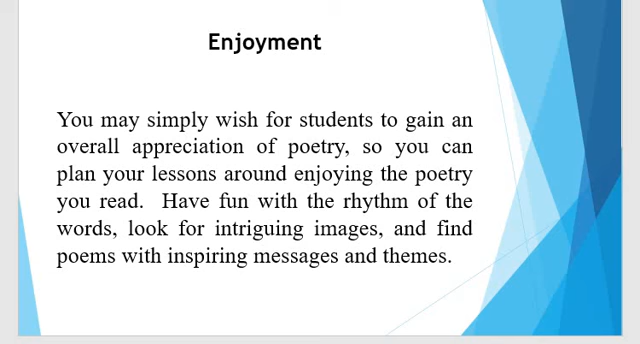 Enjoyment
You may simply wish for students to gain an
overall appreciation of poetry, so you can
plan your lessons around enjoying the poetry
you read.  Have fun with the rhythm of the
words, look for intriguing images, and find
poems with inspiring messages and themes.